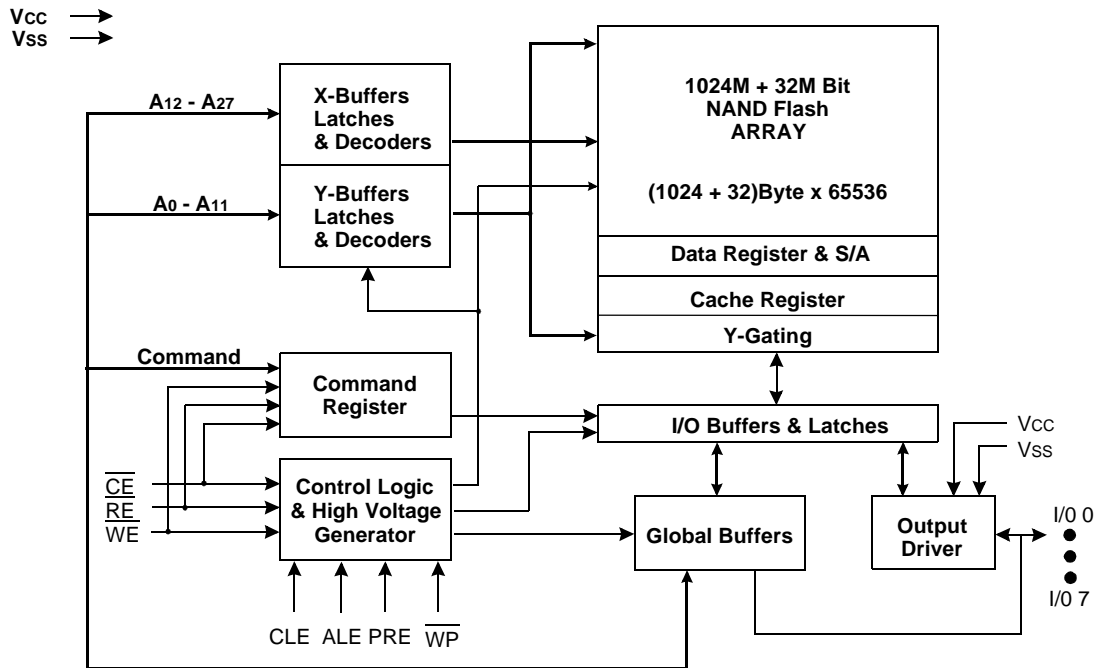 VCC
VSS
A12 - A27
X-Buffers
Latches
& Decoders
A0 - A11
Y-Buffers
Latches
& Decoders
1024M + 32M Bit
NAND Flash
ARRAY
(1024 + 32)Byte x 65536
Data Register & S/A
Cache Register
Y-Gating
Command
Command
Register
I/O Buffers & Latches
VCC
VSS
CE
RE
WE
Control Logic
& High Voltage
Generator
Global Buffers
Output
Driver
I/0 0
I/0 7
CLE
ALE
PRE
WP